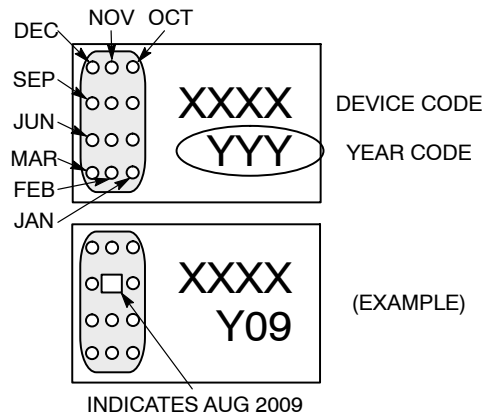 DEC NOV OCT
SEP
JUN
MAR
FEB
JAN
XXXX DEVICE CODE
YYY YEAR CODE
XXXX
Y09
(EXAMPLE)
INDICATES AUG 2009